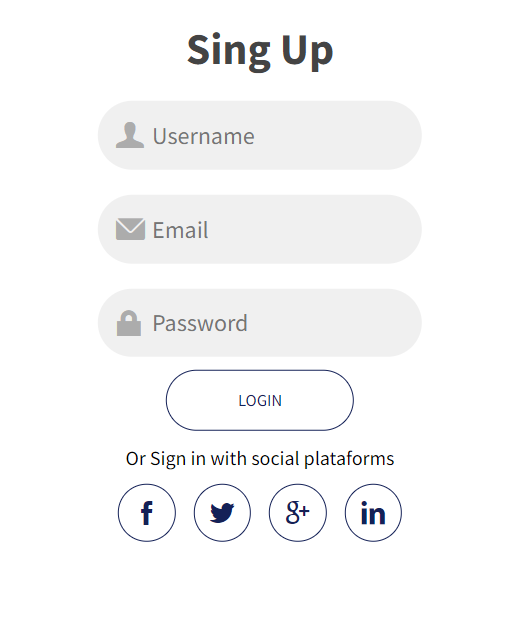 Sing Up
Username
Email
Password
LOGIN
Or Sign in with social plataforms
f g+ in